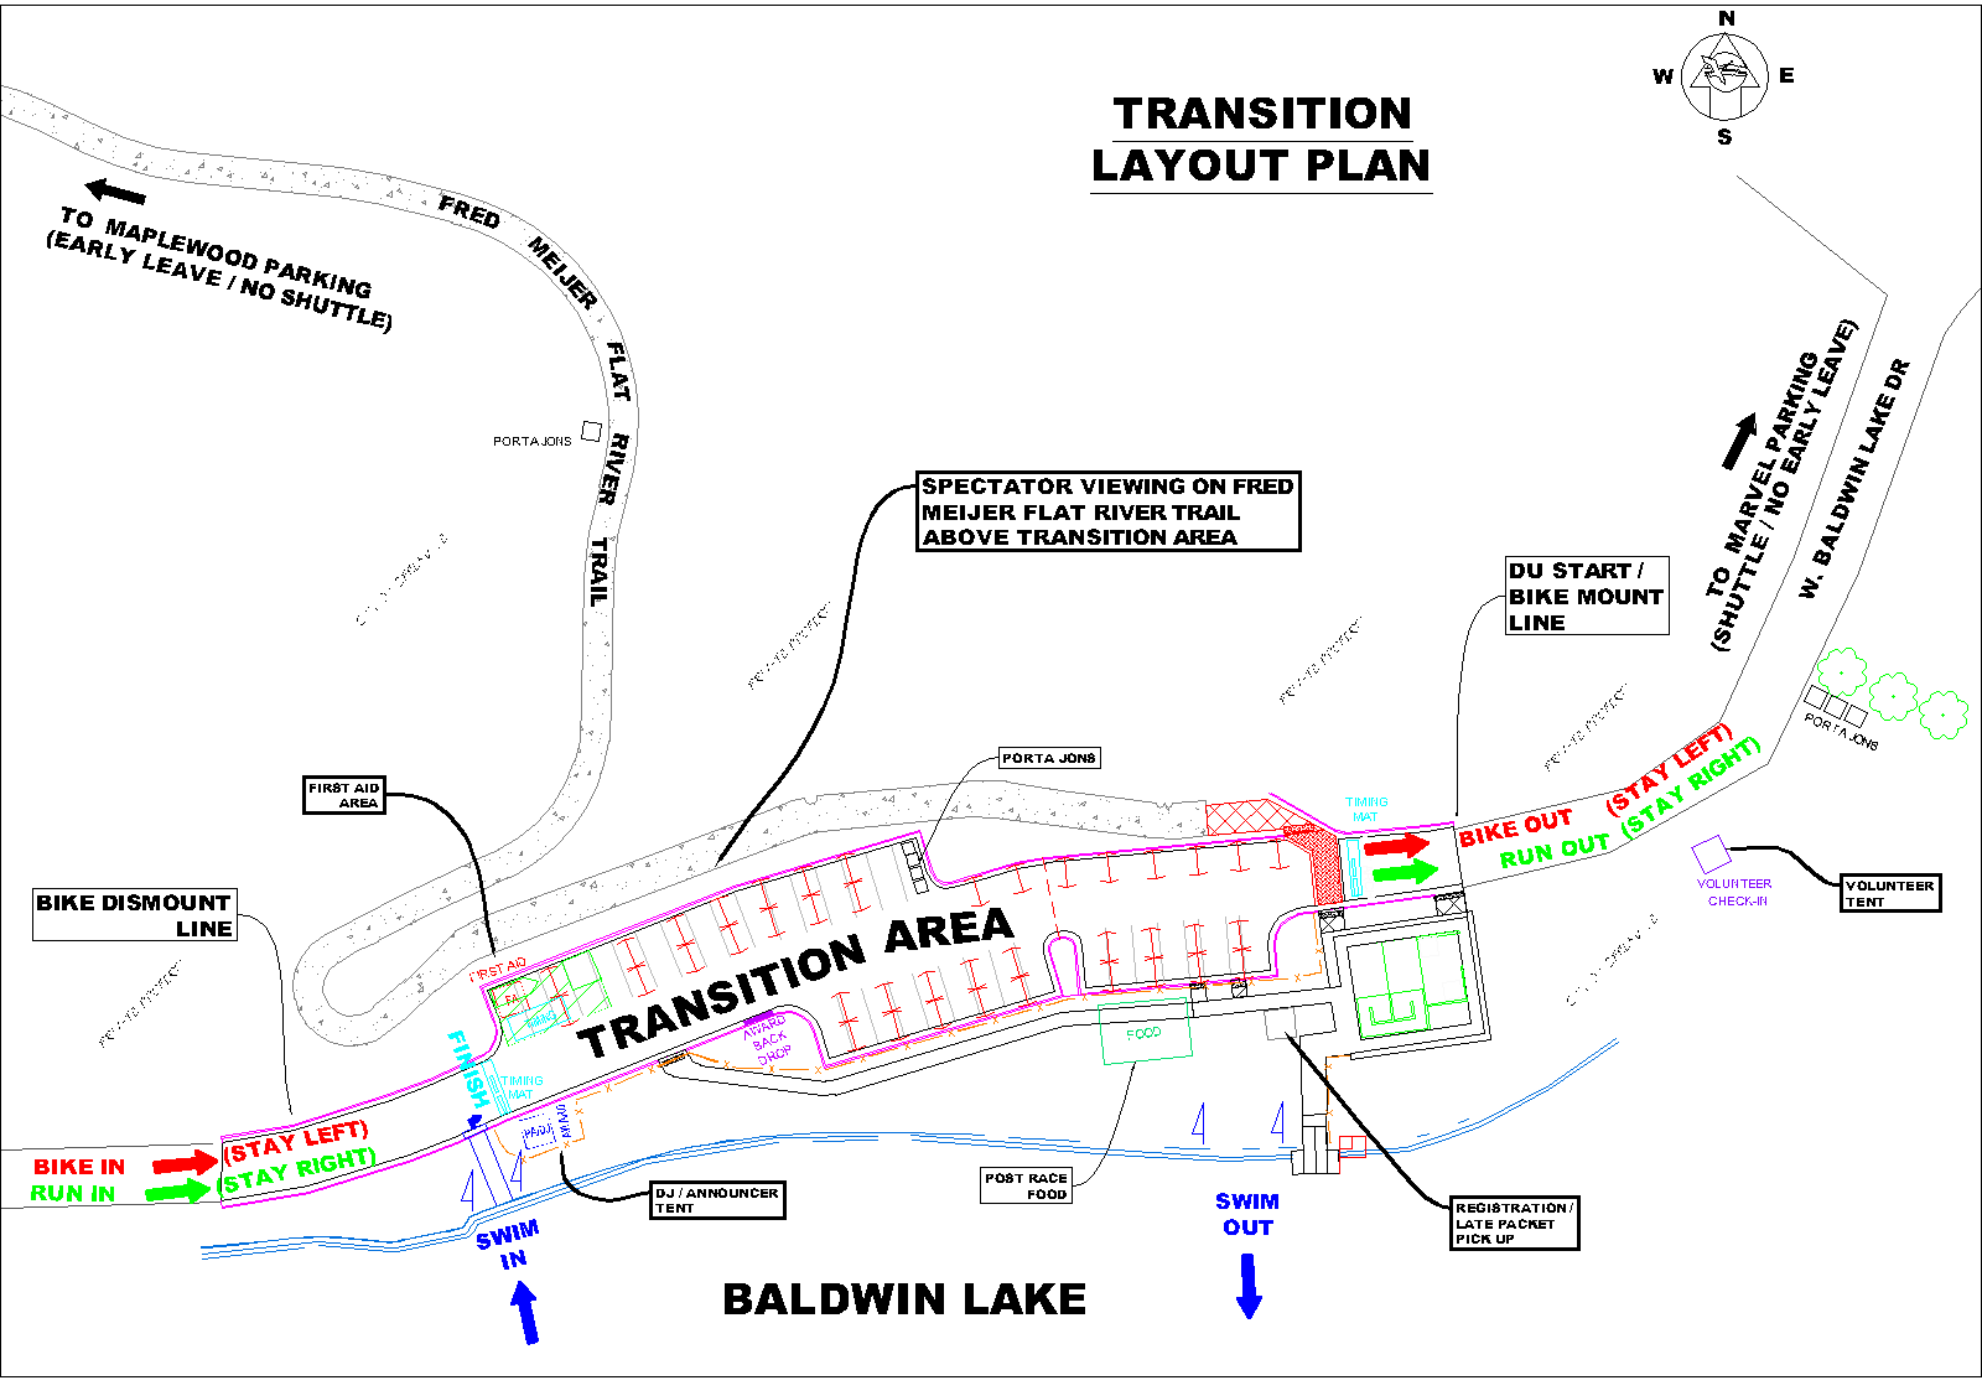 N
W E
S
TRANSITION
LAYOUT PLAN
TO MAPLEWOOD PARKING
(EARLY LEAVE / NO SHUTTLE)
FRED MEIJER FLAT RIVER TRAIL
PORTA JONS
SPECTATOR VIEWING ON FRED
MEIJER FLAT RIVER TRAIL
ABOVE TRANSITION AREA
DU START /
BIKE MOUNT
LINE
TO MARVEL PARKING
(SHUTTLE / NO EARLY LEAVE)
W. BALDWIN LAKE DR
PORTA JONS
PORTA JONS
FIRST AID
AREA
TIMING
MAT
BIKE OUT (STAY LEFT)
RUN OUT (STAY RIGHT)
VOLUNTEER
CHECK-IN
VOLUNTEER
TENT
BIKE DISMOUNT
LINE
FIRST AID
FA
TIMING
TRANSITION AREA
AWARD
BACK
DROP
FOOD
FINISH
TIMING
MAT
PA/DJ
BIKE IN
(STAY LEFT)
RUN IN
(STAY RIGHT)
DJ / ANNOUNCER
TENT
POST RACE
FOOD
REGISTRATION /
LATE PACKET
PICK UP
SWIM
IN
SWIM
OUT
BALDWIN LAKE